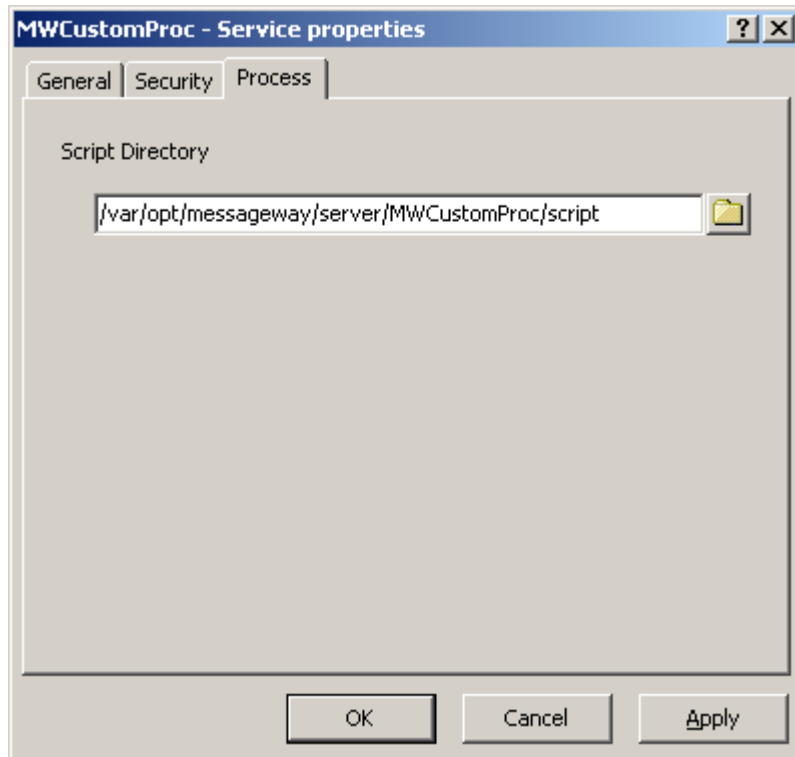 MWCustomProc - Service properties
General Security Process
Script Directory
/var/opt/messageway/server/MWCustomProc/script
OK Cancel Apply